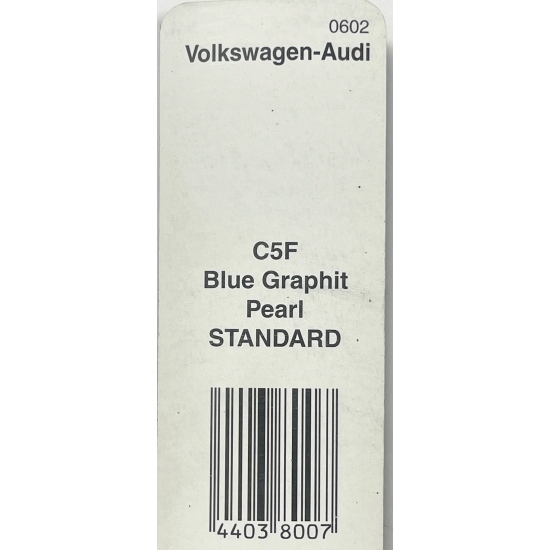 0602
Volkswagen-Audi
C5F
Blue Graphit
Pearl
STANDARD
4403 8007